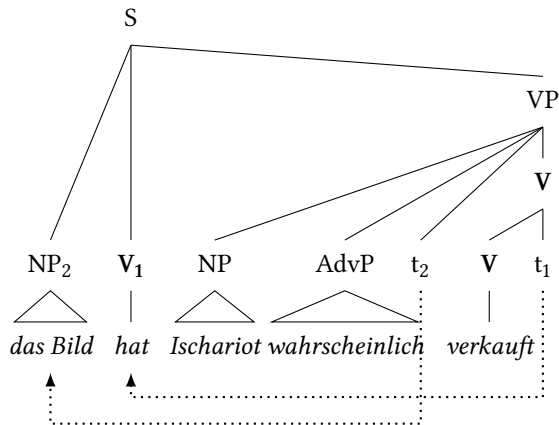 S
VP
V
NP₂ V₁ NP AdvP t₂ V t₁
das Bild hat Ischariot wahrscheinlich verkauft